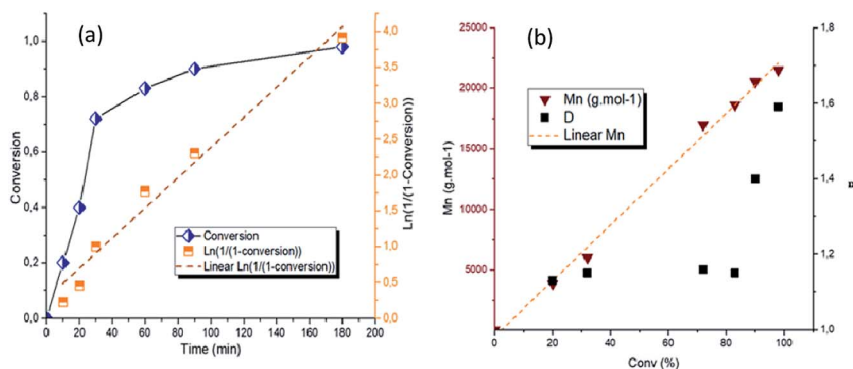 (a)
1,0
0,8
0,6
0,4
0,2
0,0
Conversion
0 20 40 60 80 100 120 140 160 180 200
Time (min)
4,0
3,5
3,0
2,5
2,0
1,5
1,0
0,5
0,0
Ln(1/(1-Conversion))
Conversion
Ln(1/(1-conversion))
Linear Ln(1/(1-conversion))
(b)
25000
20000
15000
10000
5000
Mn (g.mol-1)
0 20 40 60 80 100
Conv (%)
1,8
1,6
1,4
1,2
1,0
Mn (g.mol-1)
D
Linear Mn